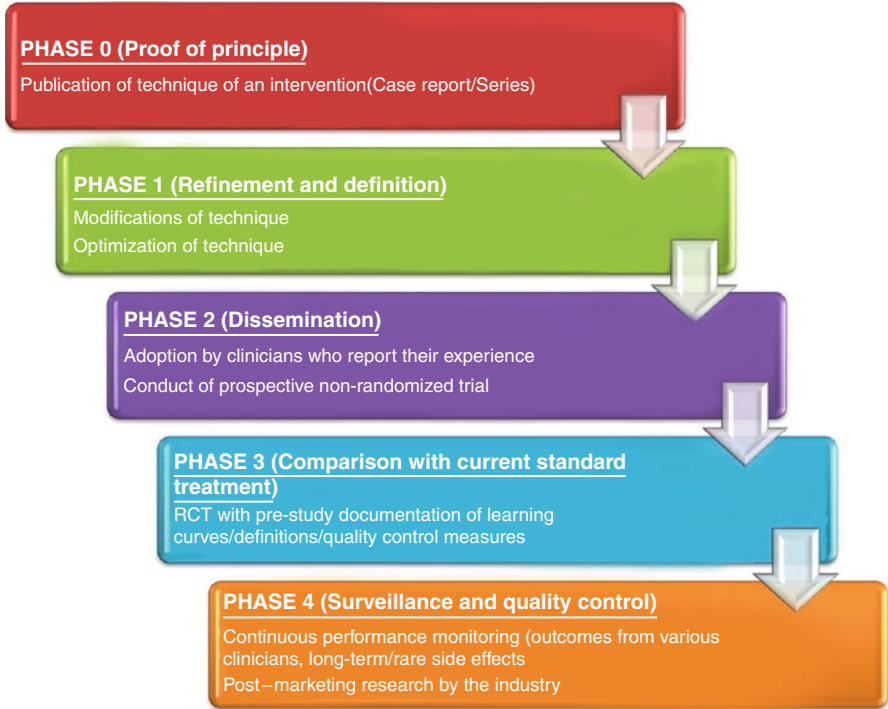 PHASE 0 (Proof of principle)
Publication of technique of an intervention(Case report/Series)
PHASE 1 (Refinement and definition)
Modifications of technique
Optimization of technique
PHASE 2 (Dissemination)
Adoption by clinicians who report their experience
Conduct of prospective non-randomized trial
PHASE 3 (Comparison with current standard
treatment)
RCT with pre-study documentation of learning
curves/definitions/quality control measures
PHASE 4 (Surveillance and quality control)
Continuous performance monitoring (outcomes from various
clinicians, long-term/rare side effects
Post–marketing research by the industry